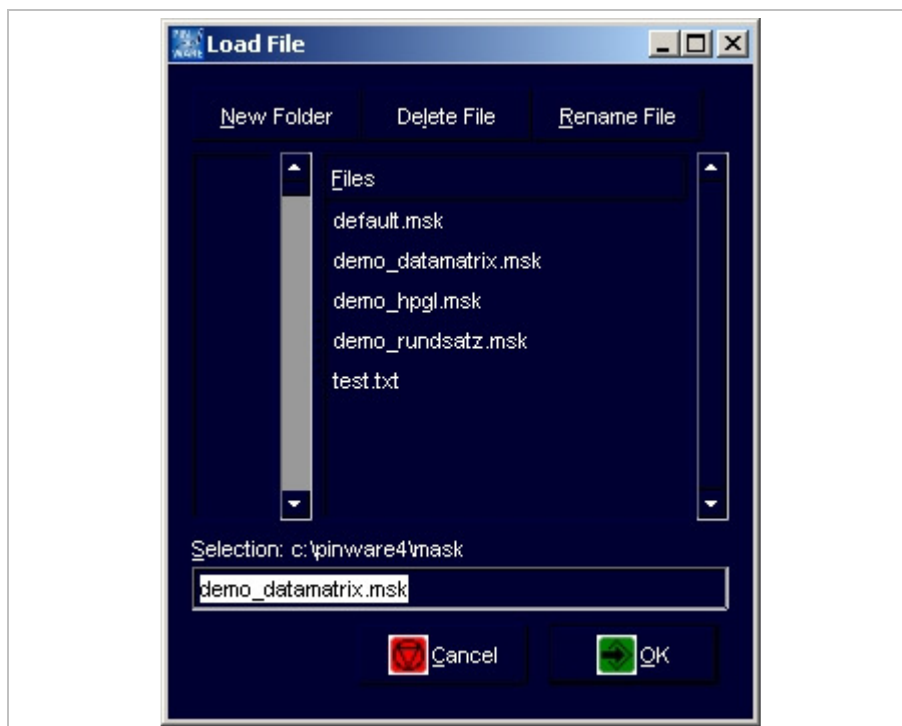 Load File
New Folder Delete File Rename File
Files
default.msk
demo_datamatrix.msk
demo_hpgl.msk
demo_rundsatz.msk
test.txt
Selection: c:\pinware4\mask
demo_datamatrix.msk
Cancel OK